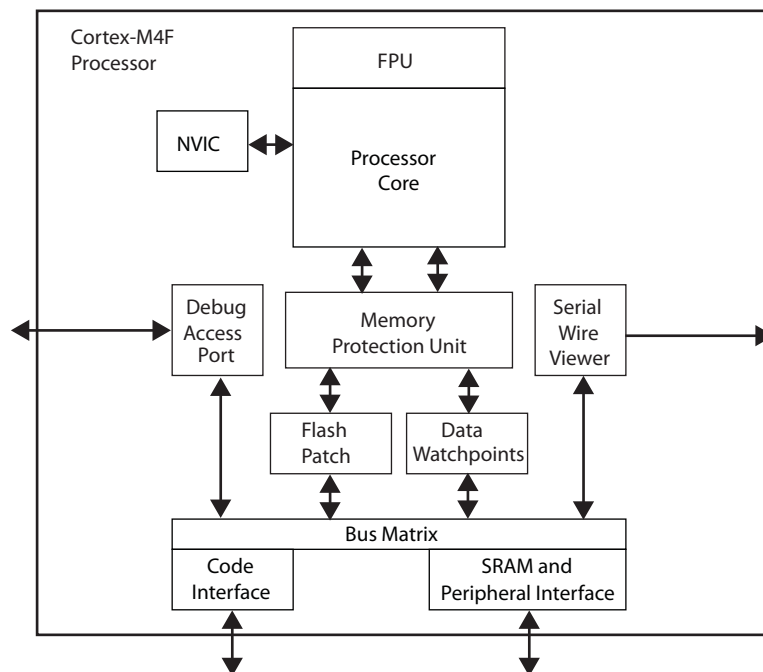 Cortex-M4F
Processor
FPU
NVIC
Processor
Core
Debug
Access
Port
Memory
Protection Unit
Serial
Wire
Viewer
Flash
Patch
Data
Watchpoints
Bus Matrix
Code
Interface
SRAM and
Peripheral Interface